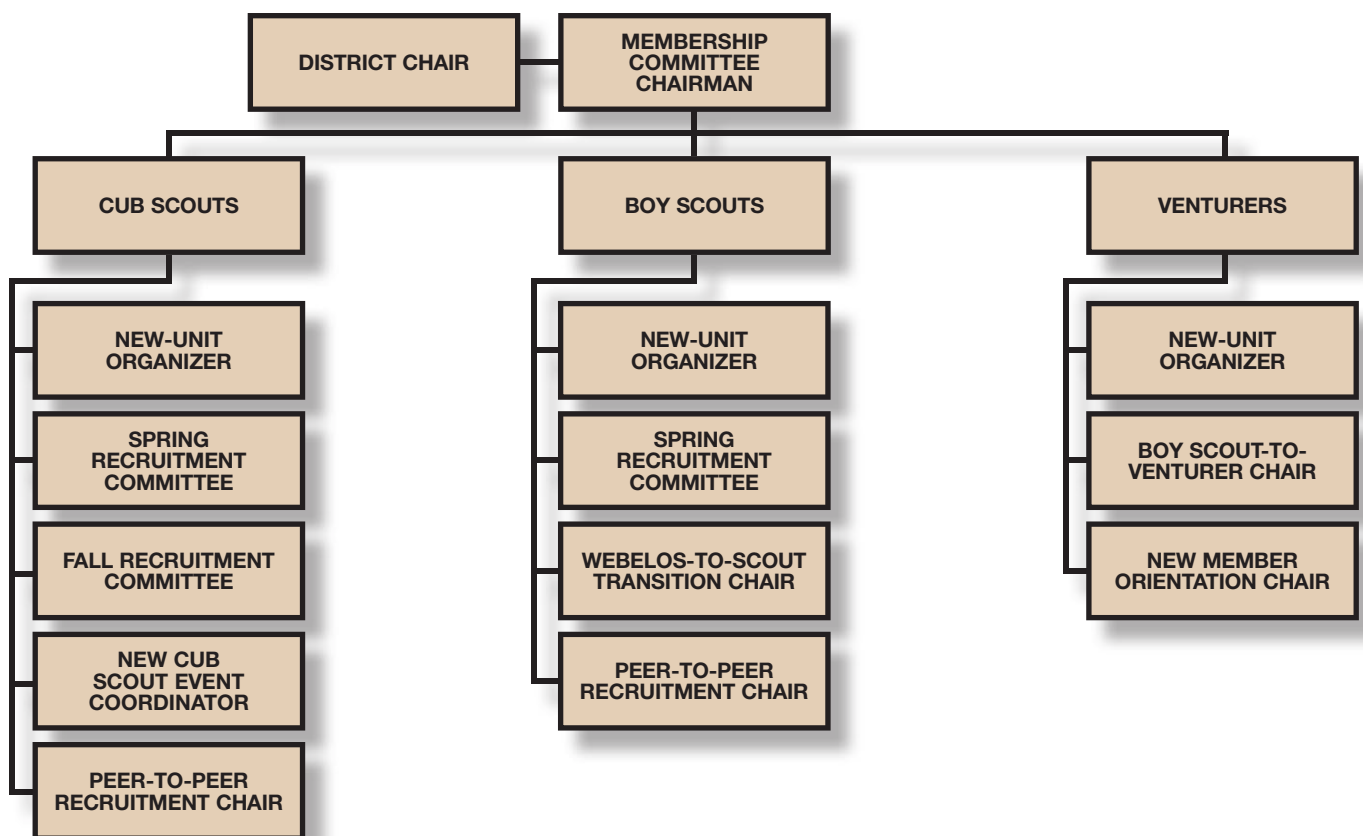 DISTRICT CHAIR
MEMBERSHIP
COMMITTEE
CHAIRMAN
CUB SCOUTS
BOY SCOUTS
VENTURERS
NEW-UNIT
ORGANIZER
SPRING
RECRUITMENT
COMMITTEE
FALL RECRUITMENT
COMMITTEE
NEW CUB
SCOUT EVENT
COORDINATOR
PEER-TO-PEER
RECRUITMENT CHAIR
NEW-UNIT
ORGANIZER
SPRING
RECRUITMENT
COMMITTEE
WEBELOS-TO-SCOUT
TRANSITION CHAIR
PEER-TO-PEER
RECRUITMENT CHAIR
NEW-UNIT
ORGANIZER
BOY SCOUT-TO-
VENTURER CHAIR
NEW MEMBER
ORIENTATION CHAIR